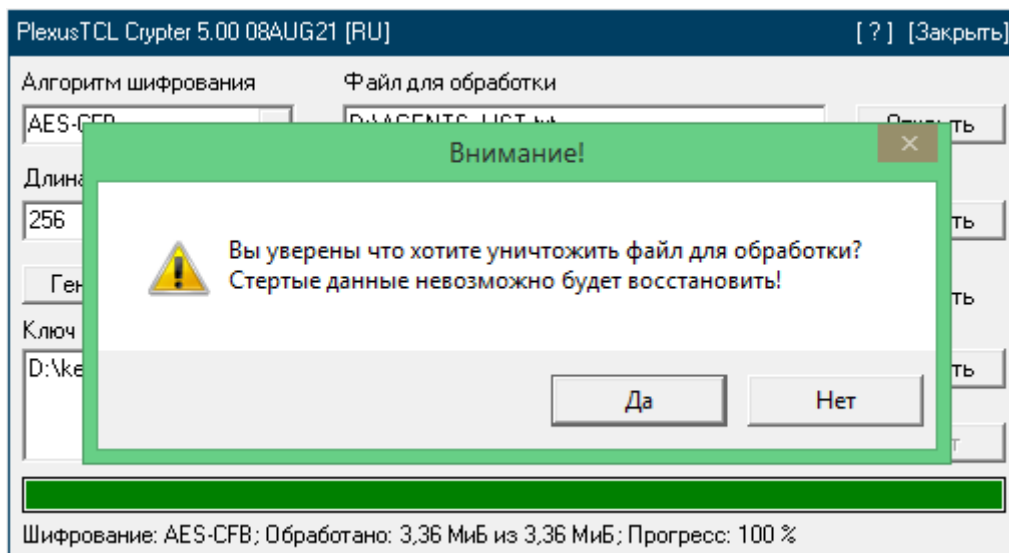 PlexusTCL Crypter 5.00 08AUG21 [RU] [ ? ] [Закрыть]
Алгоритм шифрования Файл для обработки
Внимание!
256
Вы уверены что хотите уничтожить файл для обработки?
Стертые данные невозможно будет восстановить!
Ключ
Да Нет
Шифрование: AES-CFB; Обработано: 3,36 МиБ из 3,36 МиБ; Прогресс: 100 %